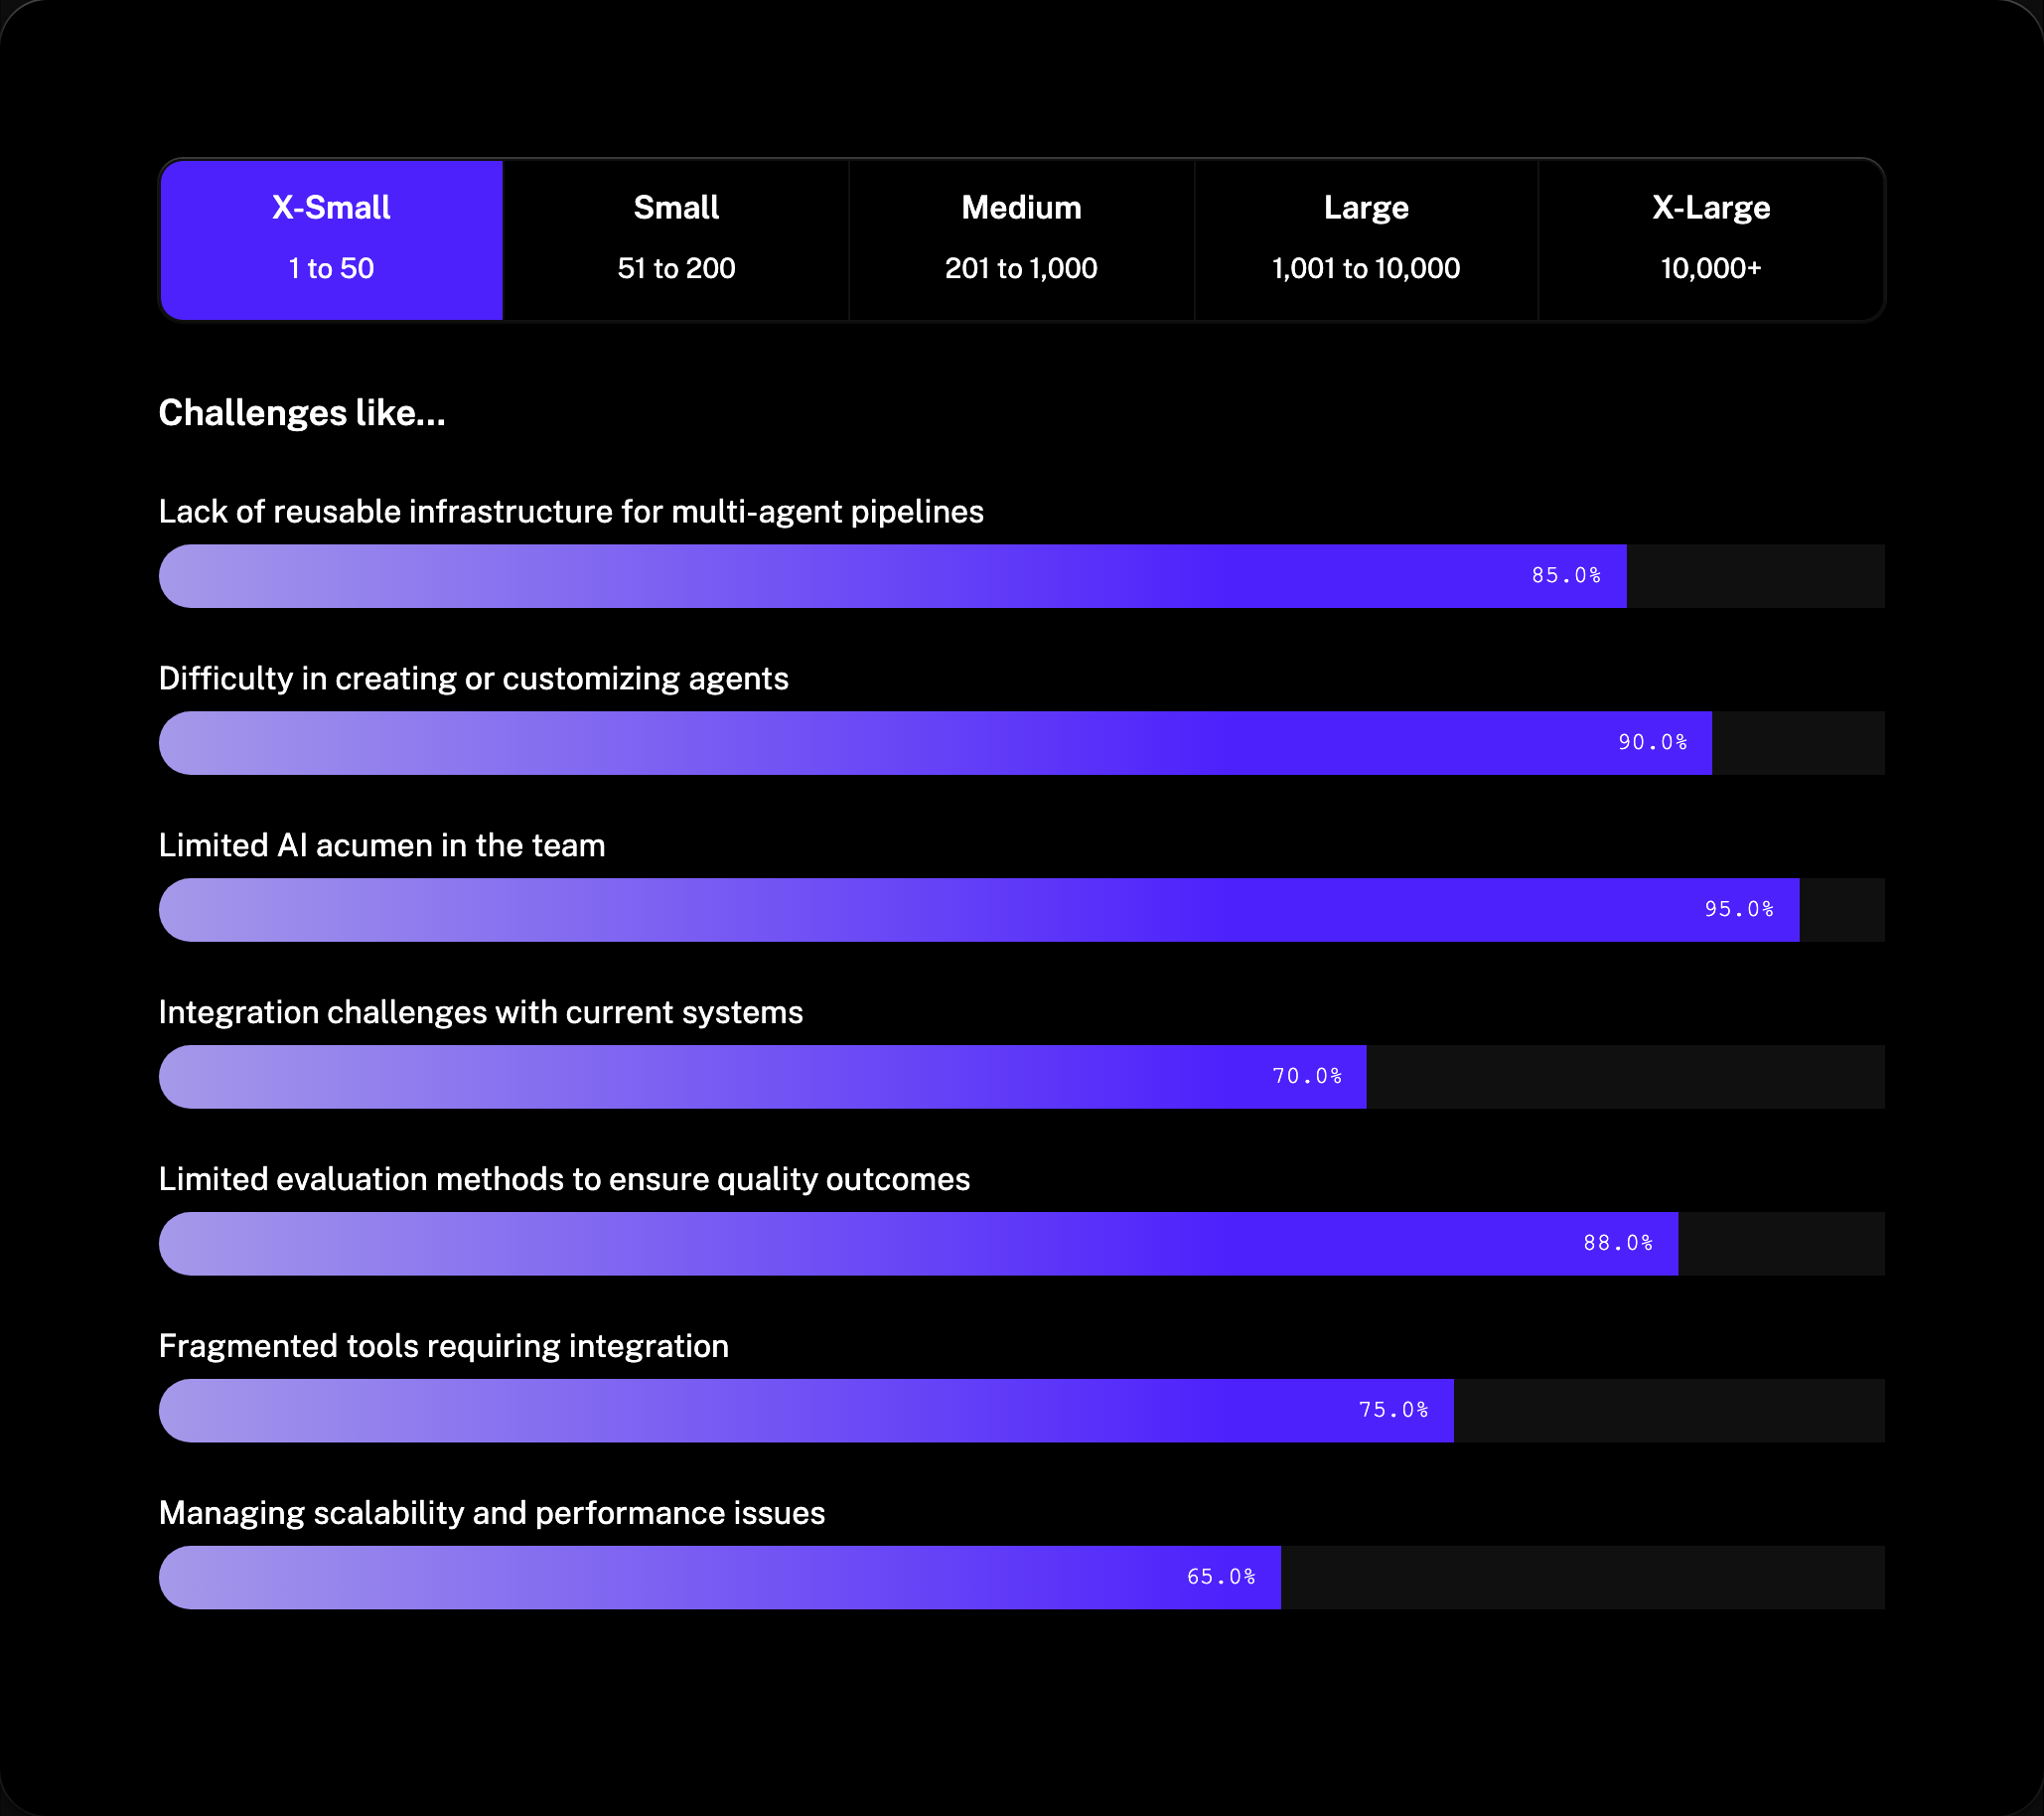 X-Small
1 to 50
Small
51 to 200
Medium
201 to 1,000
Large
1,001 to 10,000
X-Large
10,000+
Challenges like...
Lack of reusable infrastructure for multi-agent pipelines
85.0%
Difficulty in creating or customizing agents
90.0%
Limited AI acumen in the team
95.0%
Integration challenges with current systems
70.0%
Limited evaluation methods to ensure quality outcomes
88.0%
Fragmented tools requiring integration
75.0%
Managing scalability and performance issues
65.0%